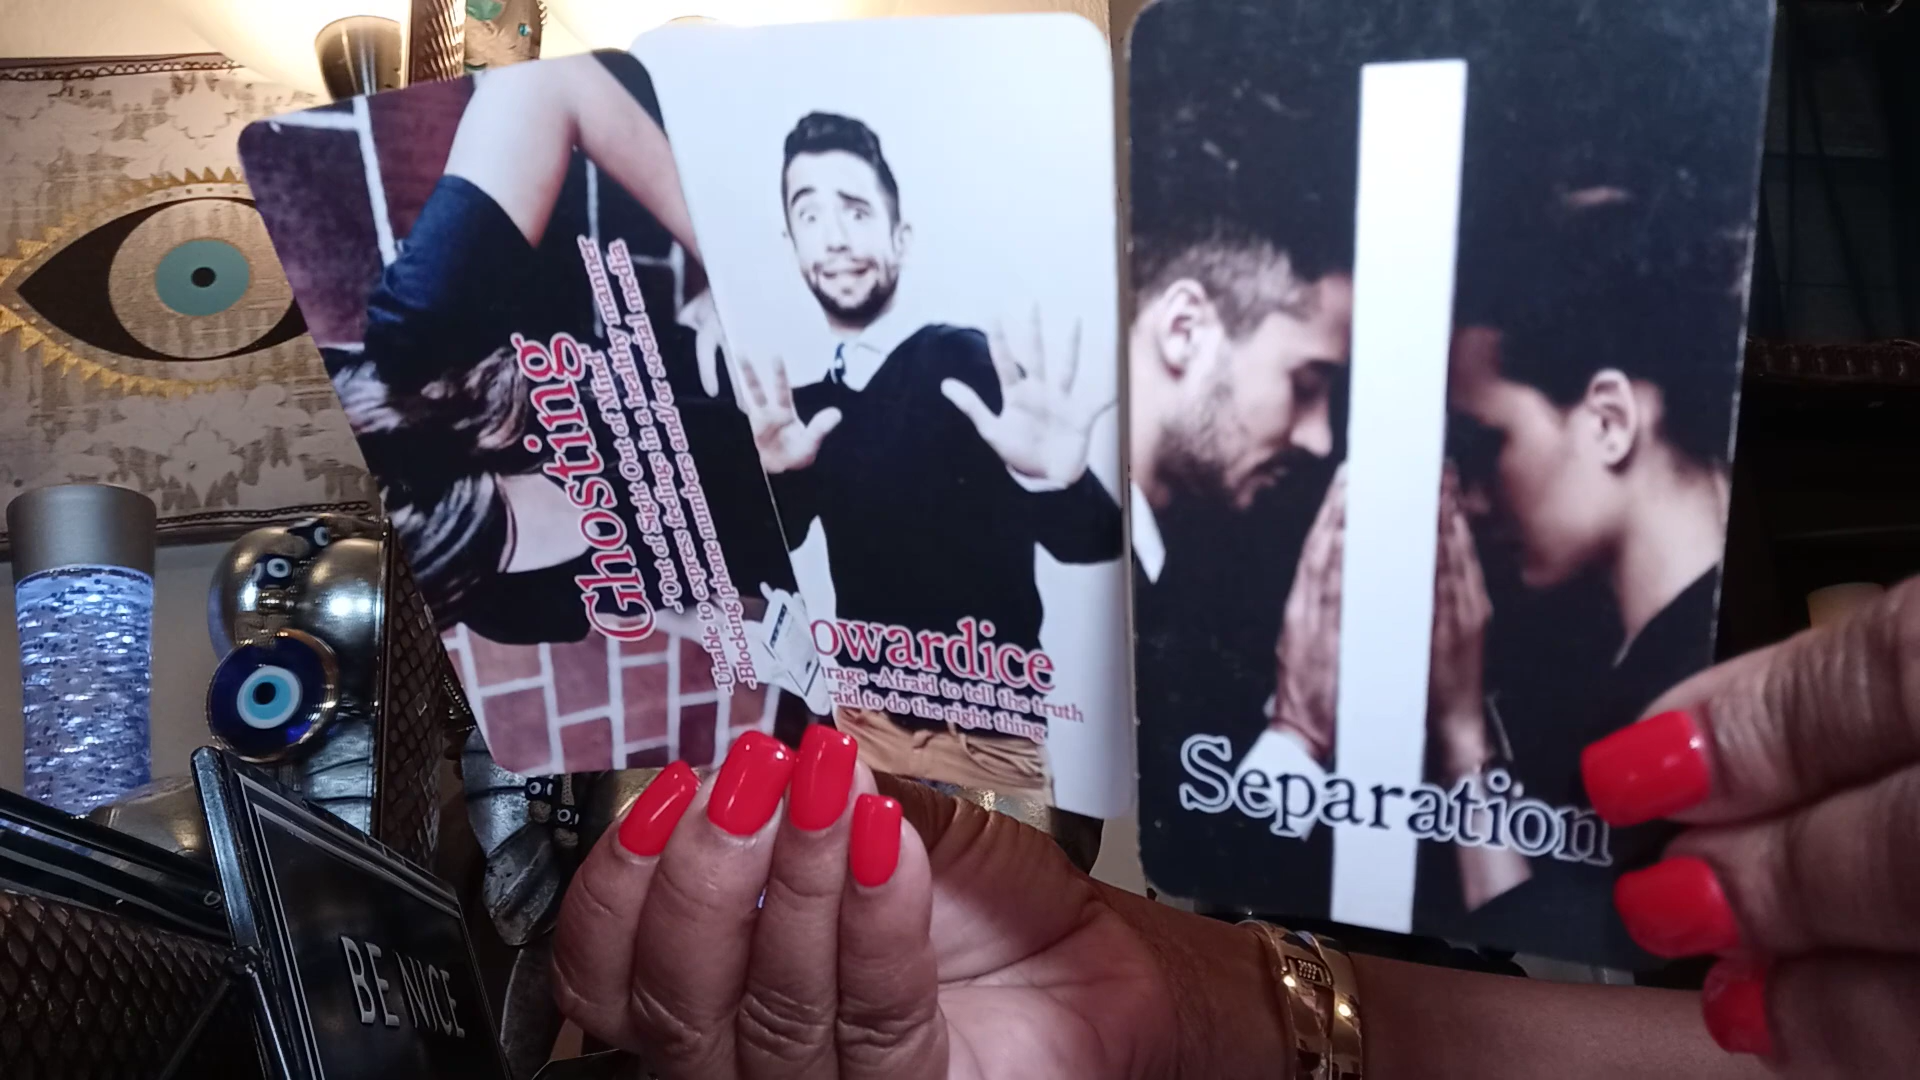 Ghosting
-"Out of Sight Out of Mind"
-Unable to express feelings in a healthy manner
-Blocking phone numbers and/or social media
owardice
-Afraid to tell the truth
to do the right thing
Separation
BE NICE